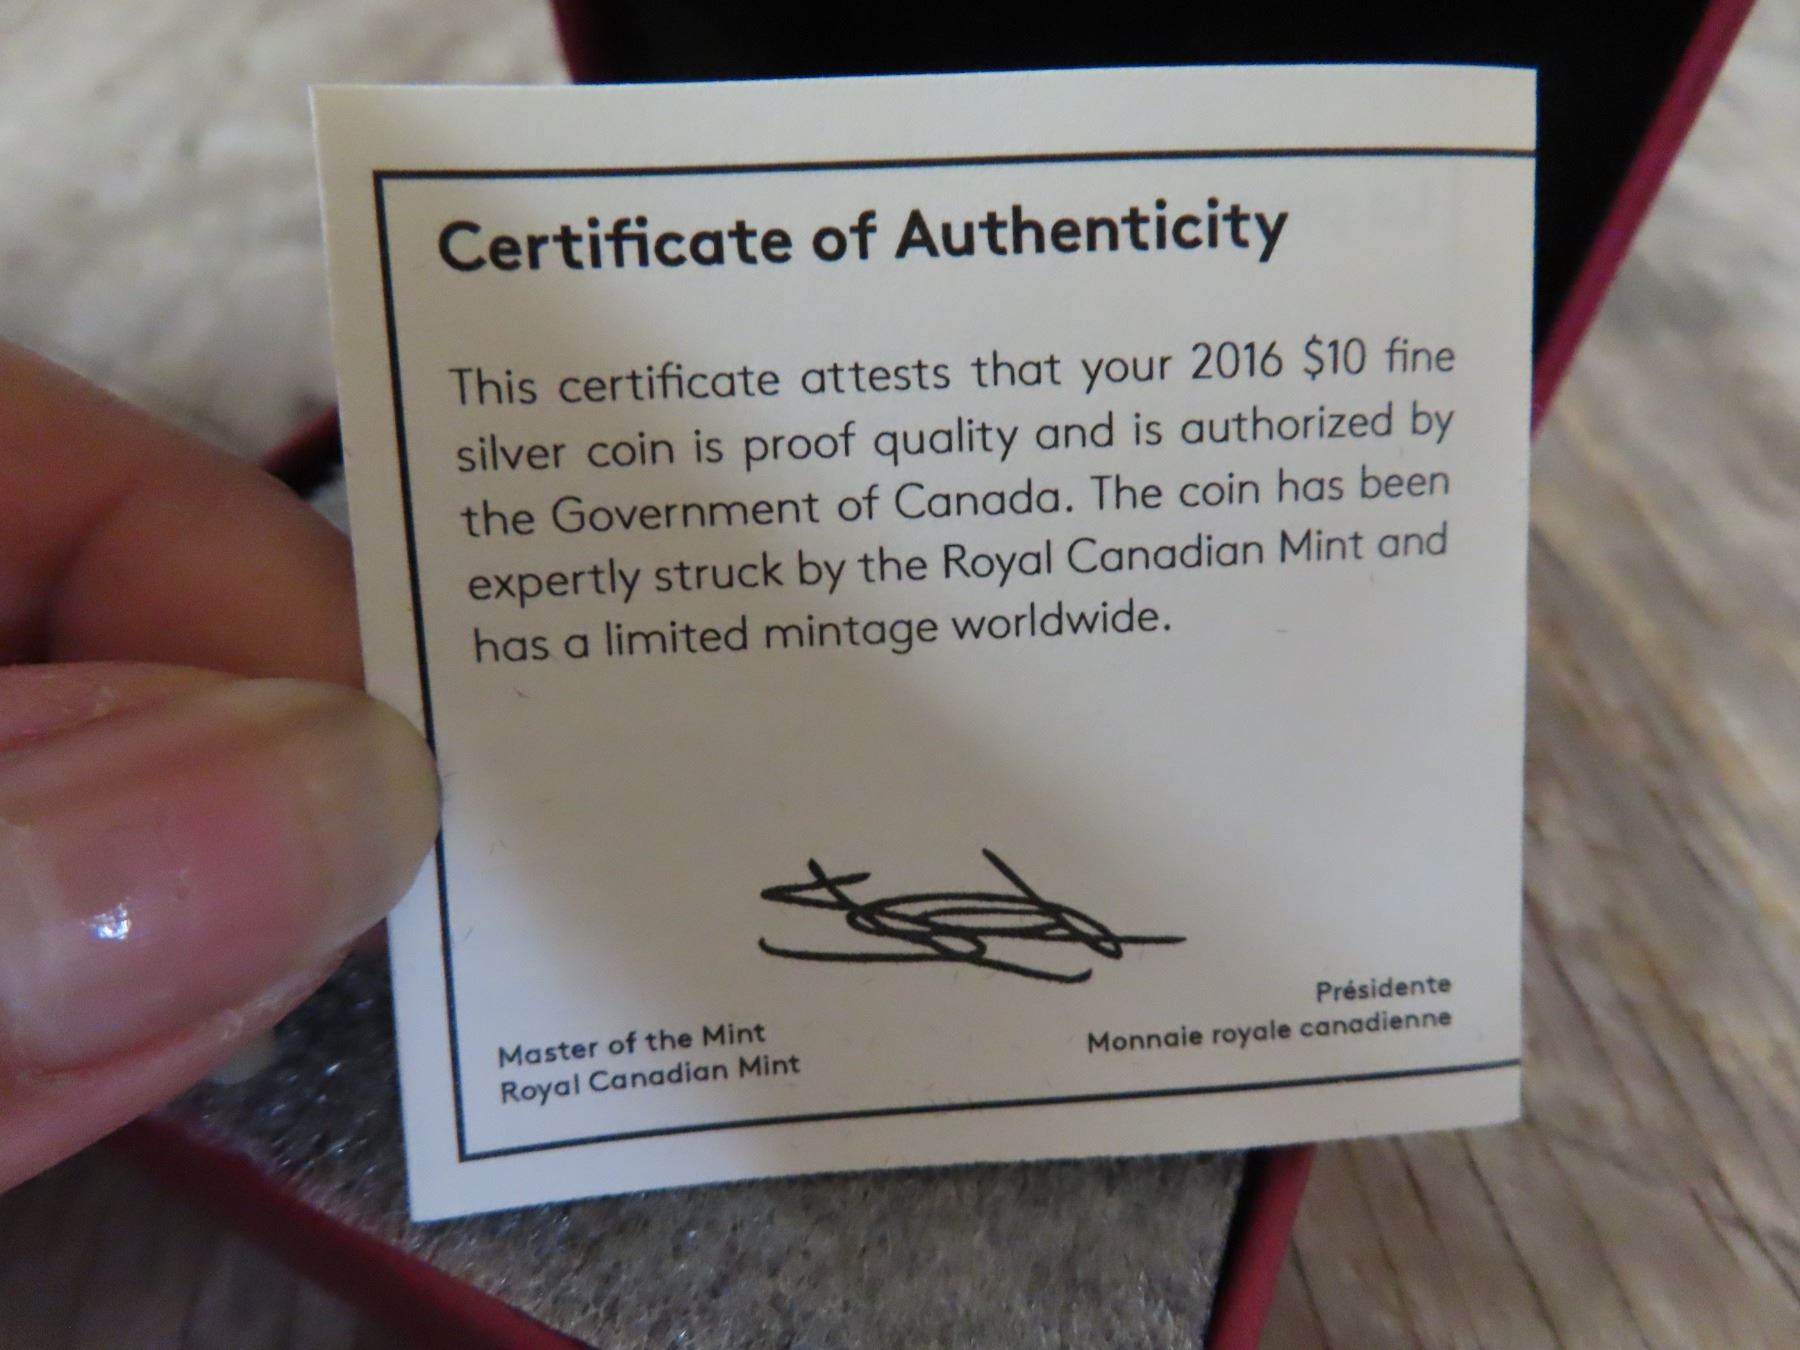 Certificate of Authenticity
This certificate attests that your 2016 $10 fine
silver coin is proof quality and is authorized by
the Government of Canada. The coin has been
expertly struck by the Royal Canadian Mint and
has a limited mintage worldwide.
Master of the Mint
Royal Canadian Mint
Présidente
Monnaie royale canadienne